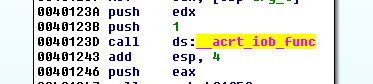 0040123A push edx
0040123B push 1
0040123D call ds:__acrt_iob_func
00401243 add esp, 4
00401246 push eax